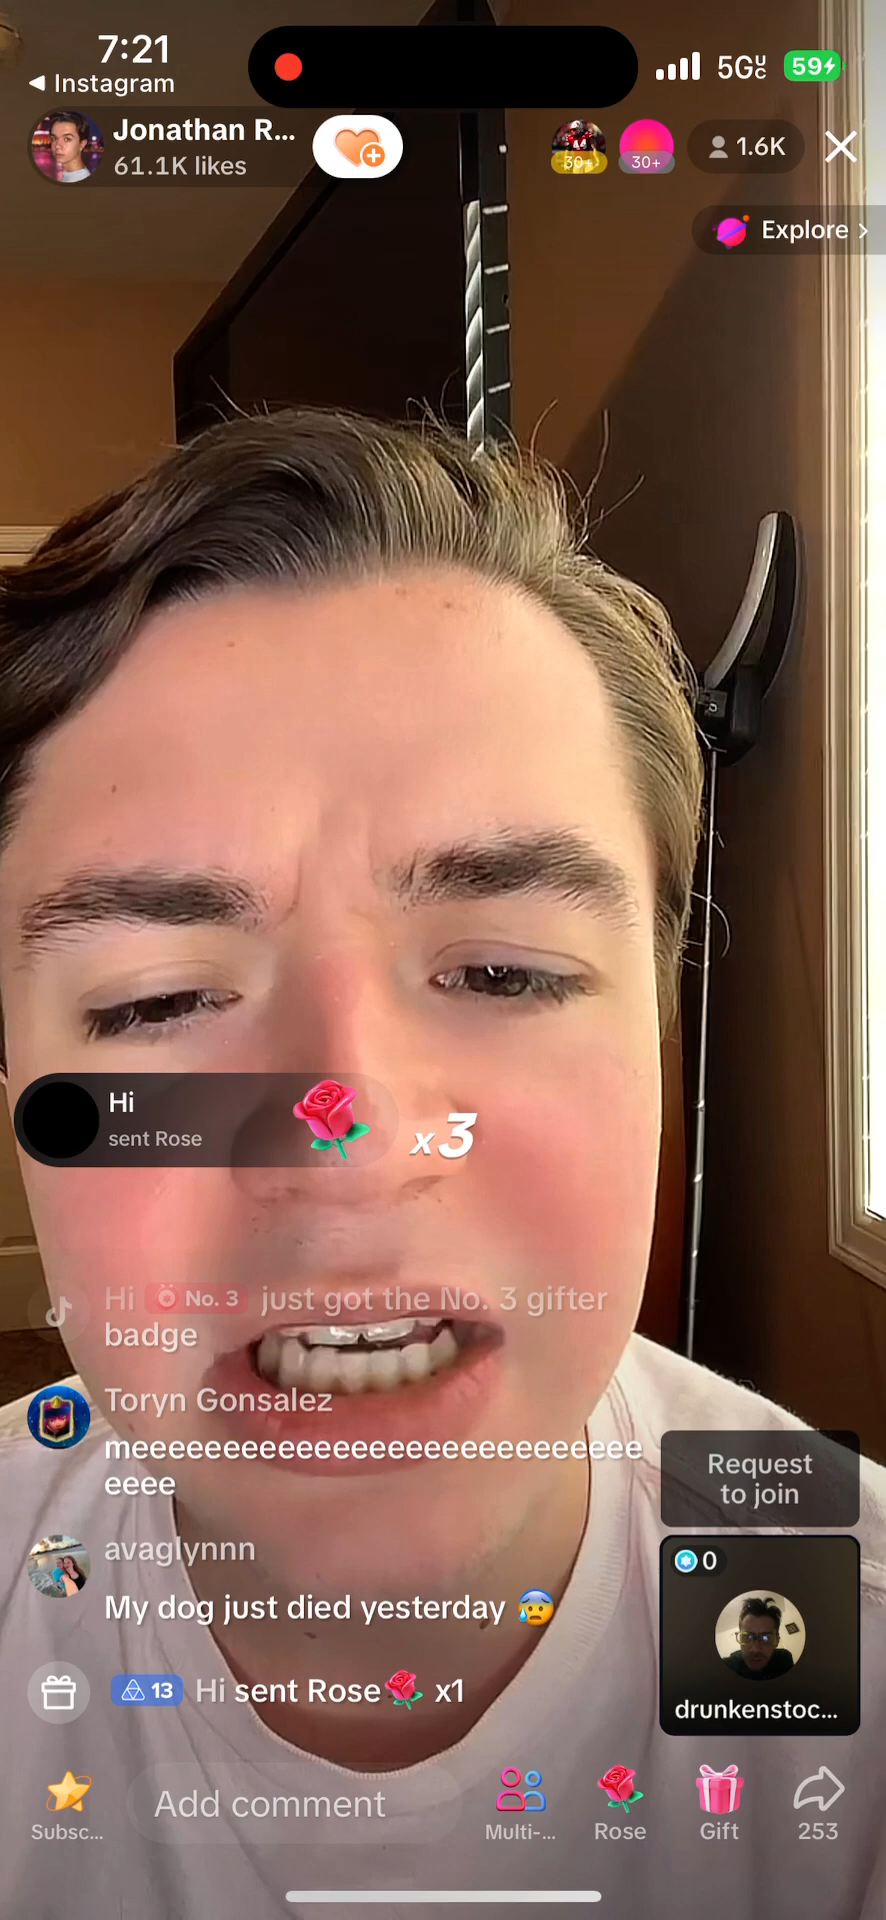 7:21
◀ Instagram
5GUC
59
Jonathan R...
61.1K likes
30+
30+
1.6K
Explore >
Hi
sent Rose
x3
Hi No. 3 just got the No. 3 gifter
badge
Toryn Gonsalez
meeeeeeeeeeeeeeeeeeeeeeeeeee
eeee
avaglynnn
My dog just died yesterday 😰
13 Hi sent Rose🌹 x1
Request
to join
0
drunkenstoc...
Add comment
Subsc...
Multi-...
Rose
Gift
253